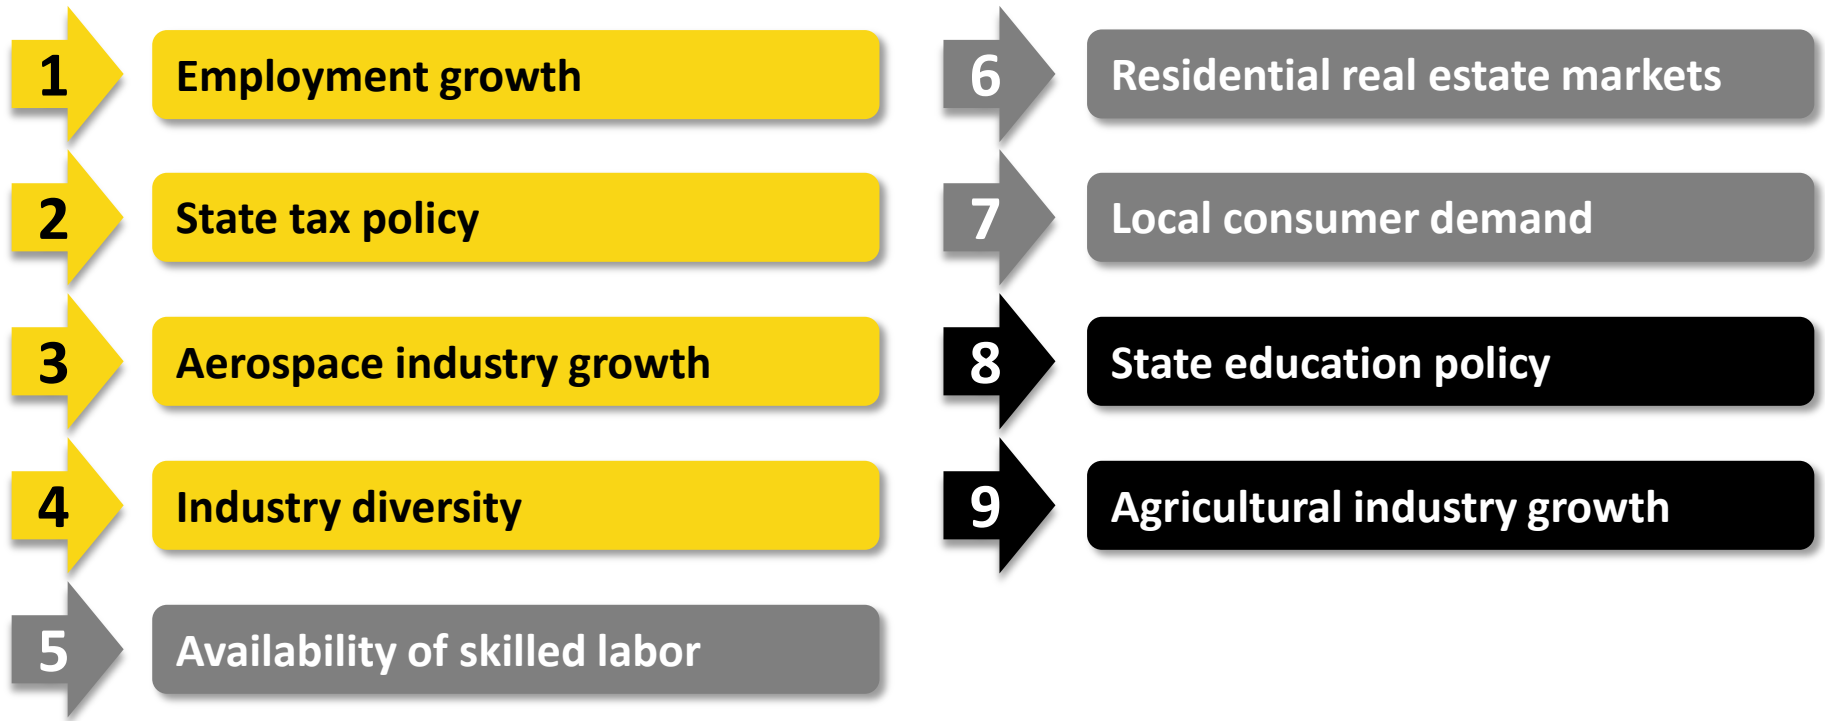 1 Employment growth
2 State tax policy
3 Aerospace industry growth
4 Industry diversity
5 Availability of skilled labor
6 Residential real estate markets
7 Local consumer demand
8 State education policy
9 Agricultural industry growth